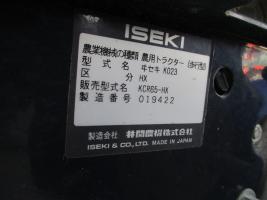 ISEKI
農業機械の種類 農用トラクター (歩行型)
型式名 ヰセキ KO23
区分 HX
販売型式名 KCR65-HX
製造番号 019422
製造会社 井関農機株式会社
ISEKI & CO., LTD. MADE IN JAPAN